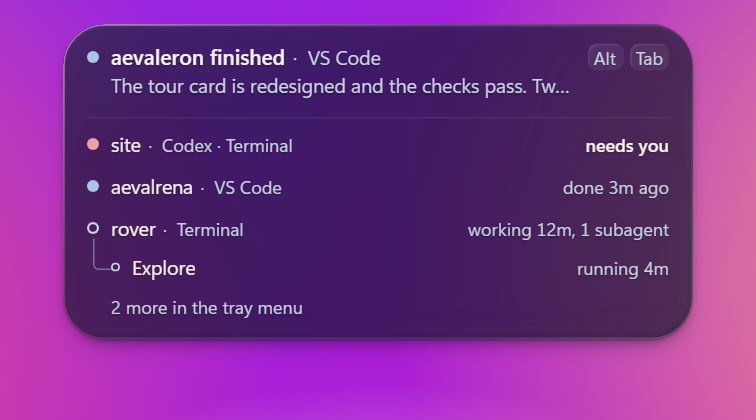 aevaleron finished · VS Code Alt Tab
The tour card is redesigned and the checks pass. Tw...
site · Codex · Terminal needs you
aevalrena · VS Code done 3m ago
rover · Terminal working 12m, 1 subagent
Explore running 4m
2 more in the tray menu